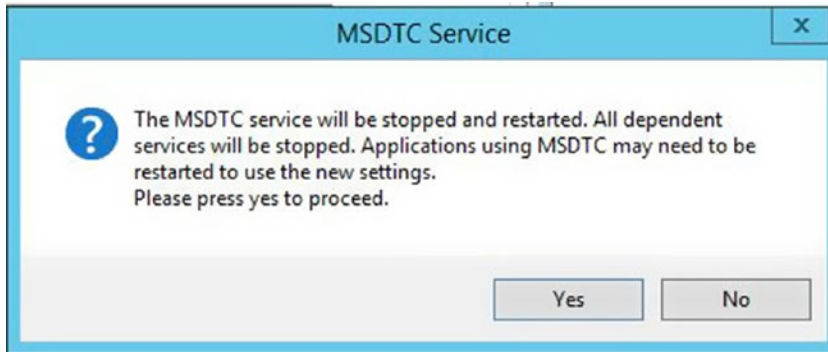 MSDTC Service
x
The MSDTC service will be stopped and restarted. All dependent
services will be stopped. Applications using MSDTC may need to be
restarted to use the new settings.
Please press yes to proceed.
Yes No